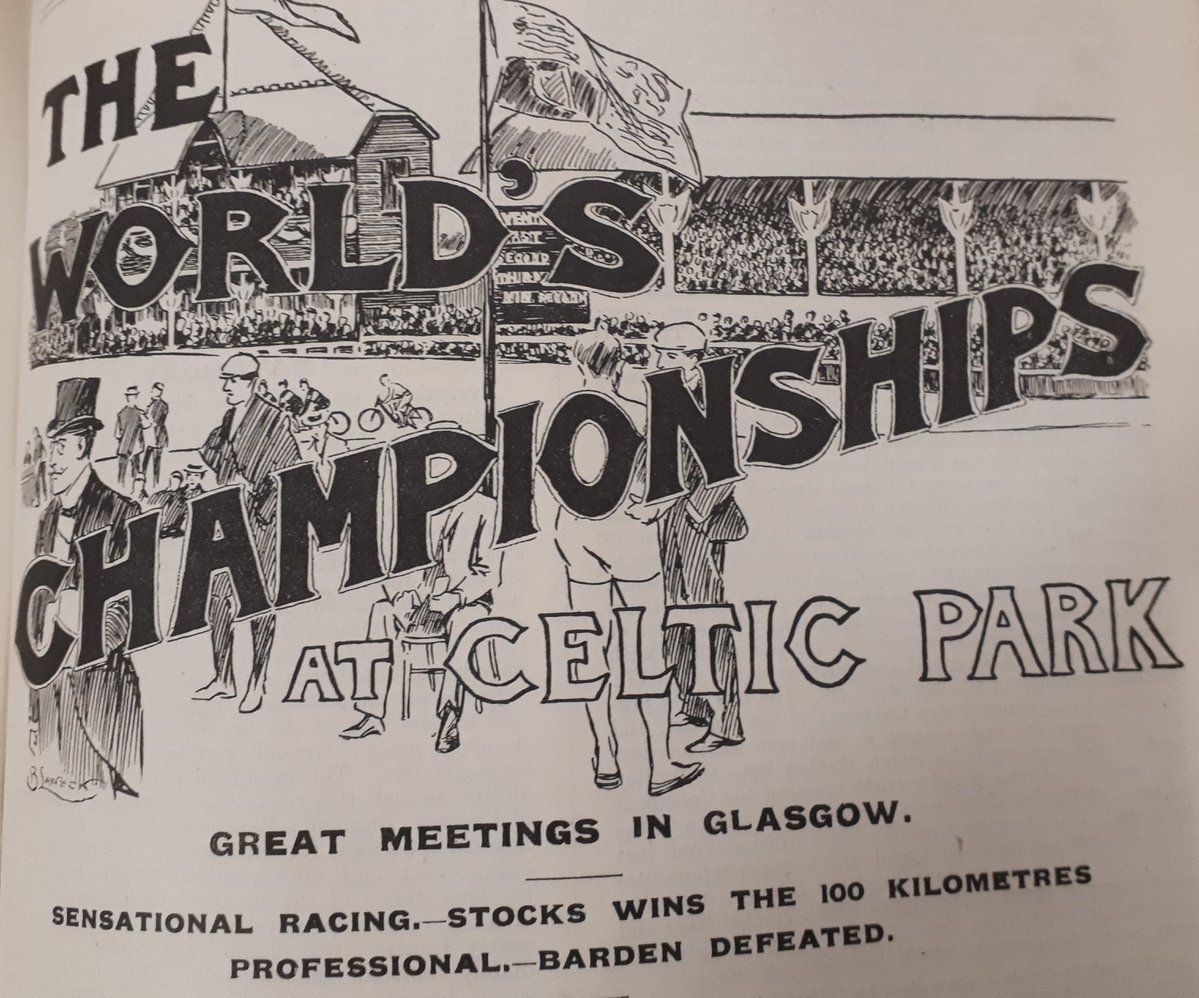 THE
WORLD'S
CHAMPIONSHIPS
AT CELTIC PARK
GREAT MEETINGS IN GLASGOW.
SENSATIONAL RACING.—STOCKS WINS THE 100 KILOMETRES
PROFESSIONAL.—BARDEN DEFEATED.